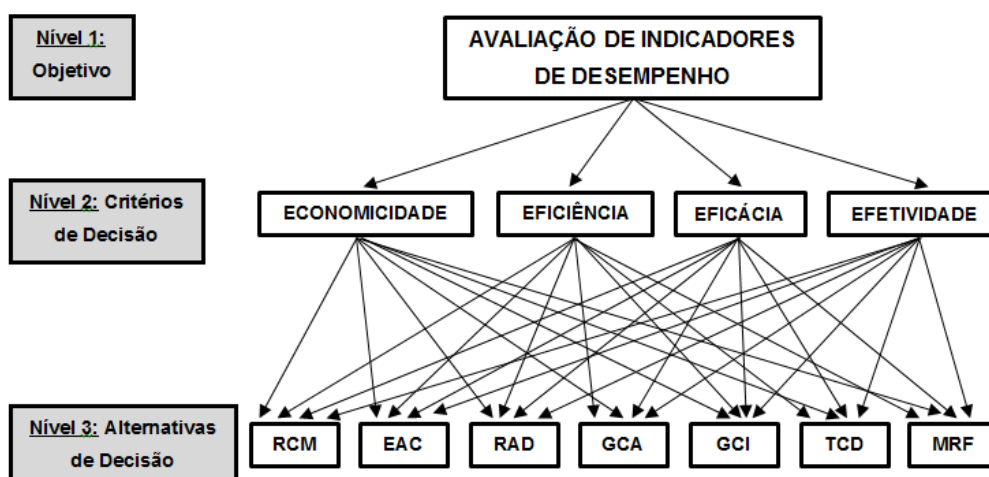 Nível 1:
Objetivo
AVALIAÇÃO DE INDICADORES
DE DESEMPENHO
Nível 2: Critérios
de Decisão
ECONOMICIDADE
EFICIÊNCIA
EFICÁCIA
EFETIVIDADE
Nível 3: Alternativas
de Decisão
RCM
EAC
RAD
GCA
GCI
TCD
MRF